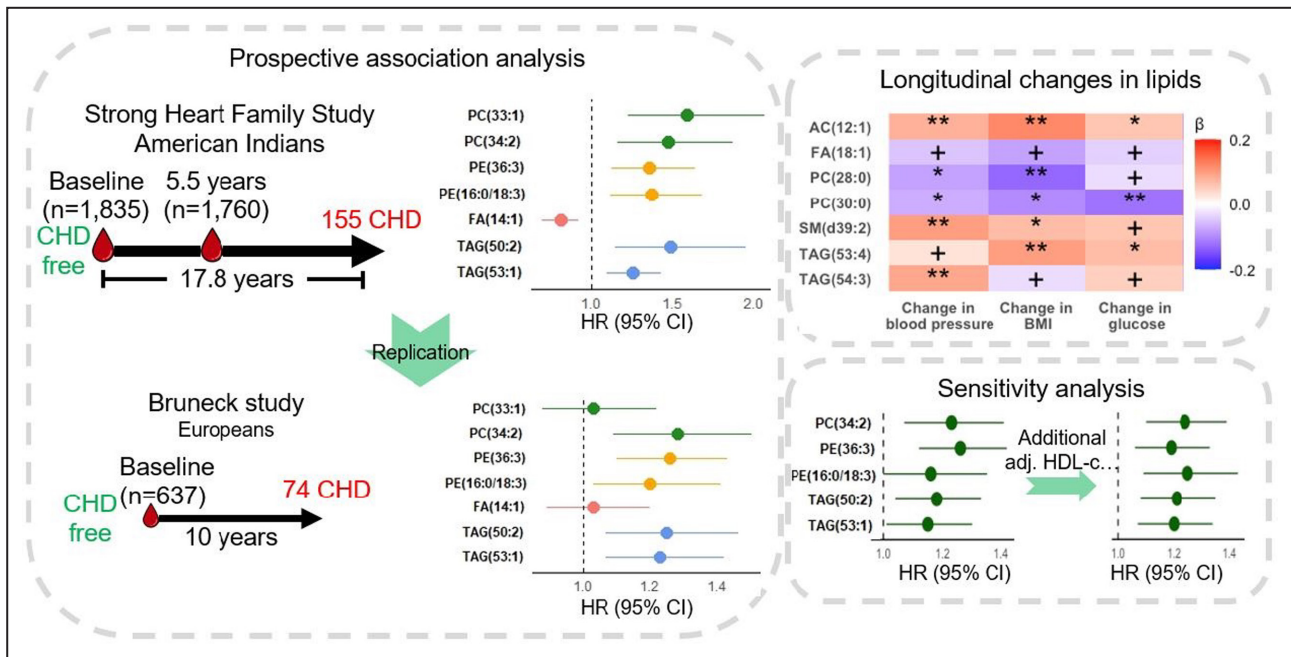 Prospective association analysis
Strong Heart Family Study
American Indians
Baseline
(n=1,835)
5.5 years
(n=1,760)
155 CHD
CHD
free
17.8 years
PC(33:1)
PC(34:2)
PE(36:3)
PE(16:0/18:3)
FA(14:1)
TAG(50:2)
TAG(53:1)
1.0 1.5 2.0
HR (95% CI)
Replication
Bruneck study
Europeans
Baseline
(n=637)
74 CHD
CHD
free
10 years
PC(33:1)
PC(34:2)
PE(36:3)
PE(16:0/18:3)
FA(14:1)
TAG(50:2)
TAG(53:1)
1.0 1.2 1.4
HR (95% CI)
Longitudinal changes in lipids
AC(12:1) ** ** *
FA(18:1) + + +
PC(28:0) * ** +
PC(30:0) * * **
SM(d39:2) ** * +
TAG(53:4) + ** *
TAG(54:3) ** + +
Change in
blood pressure
Change in
BMI
Change in
glucose
β
0.2
0.0
-0.2
Sensitivity analysis
PC(34:2)
PE(36:3)
PE(16:0/18:3)
TAG(50:2)
TAG(53:1)
1.0 1.2 1.4
HR (95% CI)
Additional
adj. HDL-c…
1.0 1.2 1.4
HR (95% CI)